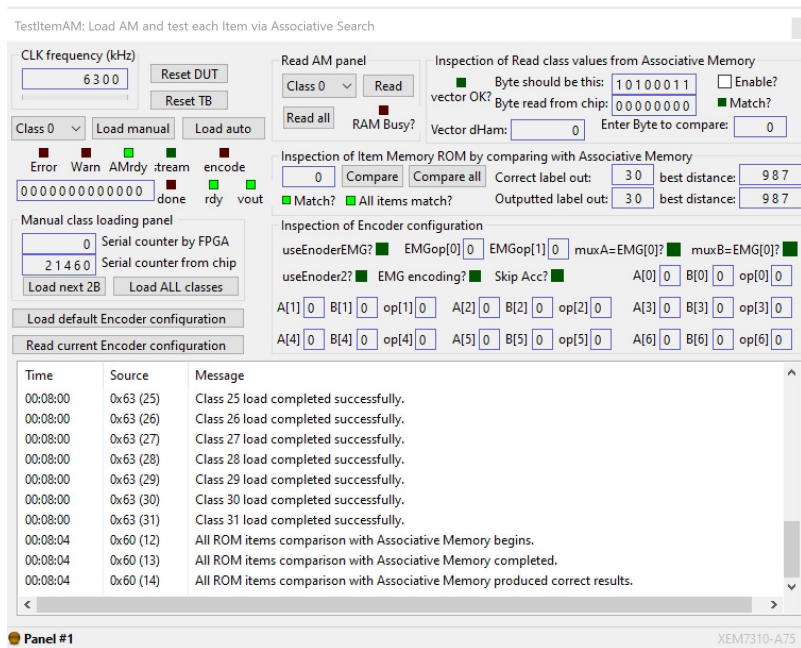 TestItemAM: Load AM and test each Item via Associative Search
CLK frequency (kHz)
6300
Reset DUT
Reset TB
Class 0
Load manual
Load auto
Error Warn AMrdy :tream encode
0000000000000
done rdy vout
Manual class loading panel
0 Serial counter by FPGA
21460 Serial counter from chip
Load next 2B
Load ALL classes
Load default Encoder configuration
Read current Encoder configuration
Read AM panel
Class 0
Read
Read all
RAM Busy?
Inspection of Read class values from Associative Memory
vector OK?
Byte should be this: 10100011
Enable?
Byte read from chip: 00000000
Match?
Vector dHam: 0
Enter Byte to compare: 0
Inspection of Item Memory ROM by comparing with Associative Memory
0 Compare Compare all Correct label out: 30 best distance: 987
Match? All items match? Outputted label out: 30 best distance: 987
Inspection of Encoder configuration
useEnoderEMG? EMGop[0] 0 EMGop[1] 0 muxA=EMG[0]? muxB=EMG[0]?
useEnoder2? EMG encoding? Skip Acc? A[0] 0 B[0] 0 op[0] 0
A[1] 0 B[1] 0 op[1] 0 A[2] 0 B[2] 0 op[2] 0 A[3] 0 B[3] 0 op[3] 0
A[4] 0 B[4] 0 op[4] 0 A[5] 0 B[5] 0 op[5] 0 A[6] 0 B[6] 0 op[6] 0
Time Source Message
00:08:00 0x63 (25) Class 25 load completed successfully.
00:08:00 0x63 (26) Class 26 load completed successfully.
00:08:00 0x63 (27) Class 27 load completed successfully.
00:08:00 0x63 (28) Class 28 load completed successfully.
00:08:00 0x63 (29) Class 29 load completed successfully.
00:08:00 0x63 (30) Class 30 load completed successfully.
00:08:00 0x63 (31) Class 31 load completed successfully.
00:08:04 0x60 (12) All ROM items comparison with Associative Memory begins.
00:08:04 0x60 (13) All ROM items comparison with Associative Memory completed.
00:08:04 0x60 (14) All ROM items comparison with Associative Memory produced correct results.
Panel #1
XEM7310-A75